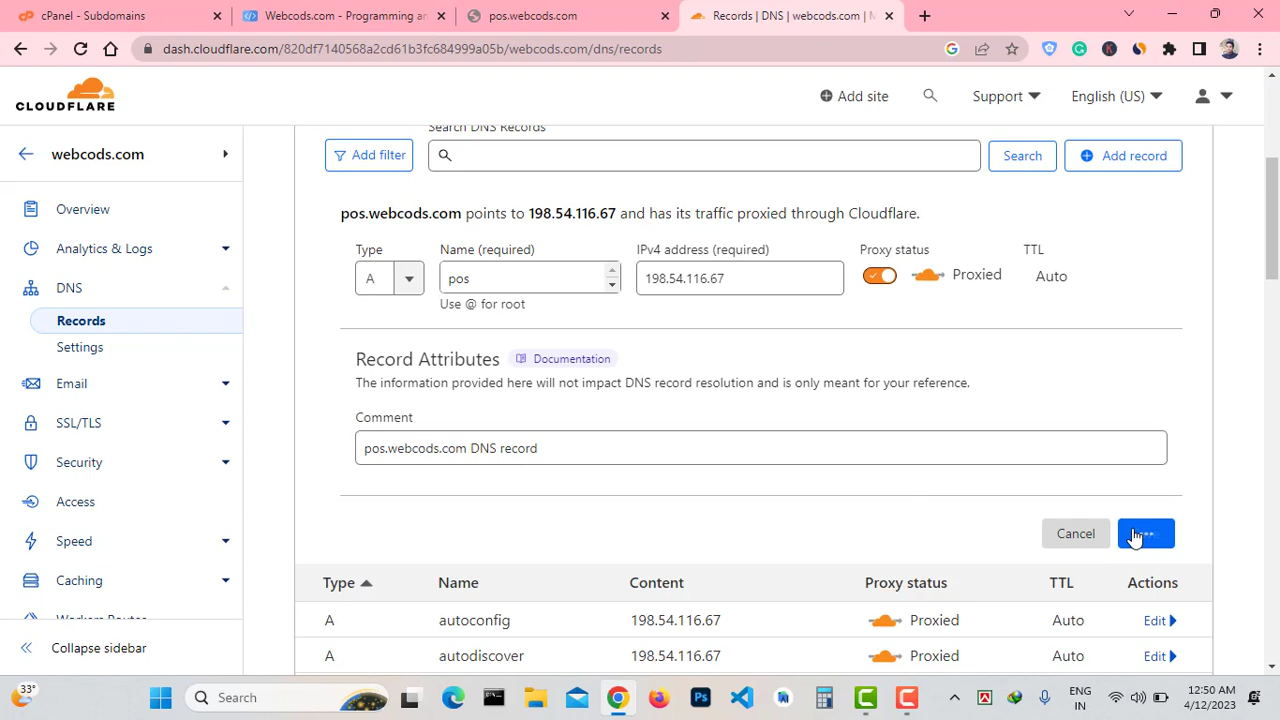 cPanel - Subdomains
Webcods.com - Programming an
pos.webcods.com
Records | DNS | webcods.com | M
dash.cloudflare.com/820df7140568a2cd61b3fc684999a05b/webcods.com/dns/records
CLOUDFLARE
Add site
Support
English (US)
webcods.com
Overview
Analytics & Logs
DNS
Records
Settings
Email
SSL/TLS
Security
Access
Speed
Caching
Workers Routes
Collapse sidebar
Search DNS Records
Add filter
Search
Add record
pos.webcods.com points to 198.54.116.67 and has its traffic proxied through Cloudflare.
Type Name (required) IPv4 address (required) Proxy status TTL
A pos 198.54.116.67 Proxied Auto
Use @ for root
Record Attributes Documentation
The information provided here will not impact DNS record resolution and is only meant for your reference.
Comment
pos.webcods.com DNS record
Cancel
Type Name Content Proxy status TTL Actions
A autoconfig 198.54.116.67 Proxied Auto Edit
A autodiscover 198.54.116.67 Proxied Auto Edit
33°
Search
Ps
ENG
IN
12:50 AM
4/12/2023